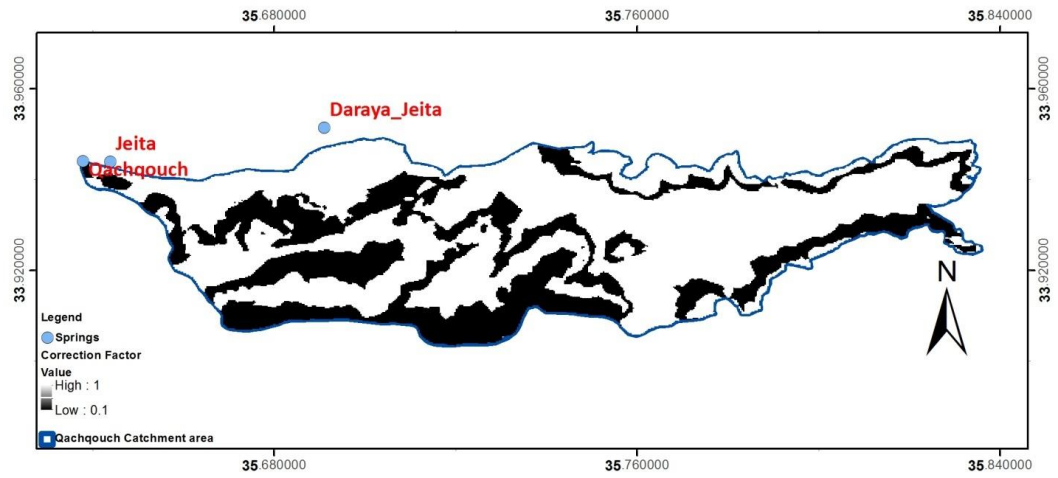 35.680000 35.760000 35.840000
33.960000 33.960000
Daraya_Jeita
Jeita
Qachqouch
33.920000 33.920000
N
Legend
Springs
Correction Factor
Value
High : 1
Low : 0.1
Qachqouch Catchment area
35.680000 35.760000 35.840000